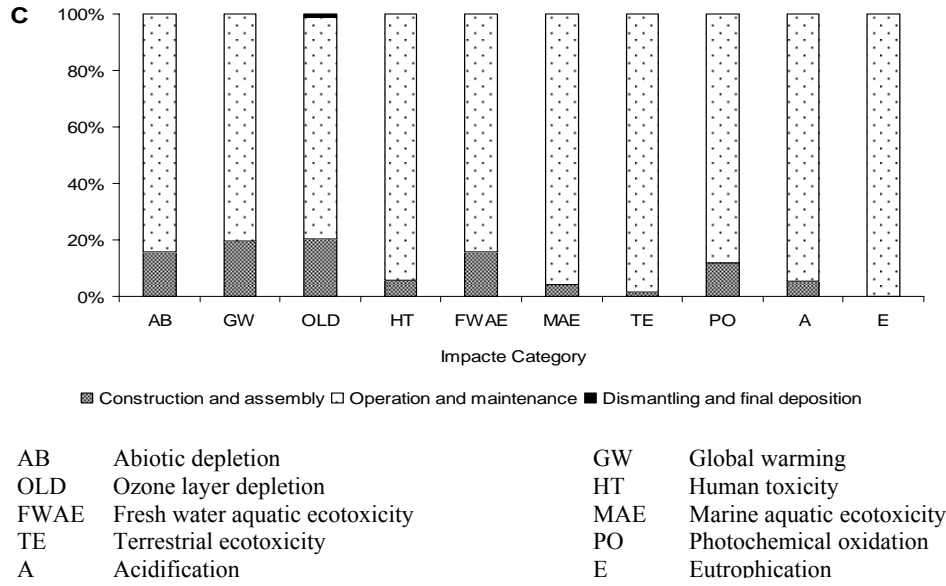 C
100%
80%
60%
40%
20%
0%
AB GW OLD HT FWAE MAE TE PO A E
Impacte Category
Construction and assembly Operation and maintenance Dismantling and final deposition
AB Abiotic depletion GW Global warming
OLD Ozone layer depletion HT Human toxicity
FWAE Fresh water aquatic ecotoxicity MAE Marine aquatic ecotoxicity
TE Terrestrial ecotoxicity PO Photochemical oxidation
A Acidification E Eutrophication